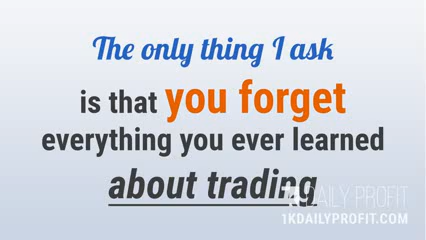 The only thing I ask
is that you forget
everything you ever learned
about trading
1K DAILY PROFIT
1KDAILYPROFIT.COM